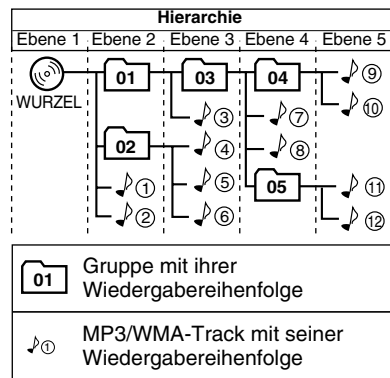 Hierarchie
Ebene 1 Ebene 2 Ebene 3 Ebene 4 Ebene 5
01 03 04 ⑨
WURZEL ⑩
③ ⑦
02 ④ ⑧
① ⑤ 05 ⑪
② ⑥ ⑫
01 Gruppe mit ihrer
Wiedergabereihenfolge
① MP3/WMA-Track mit seiner
Wiedergabereihenfolge